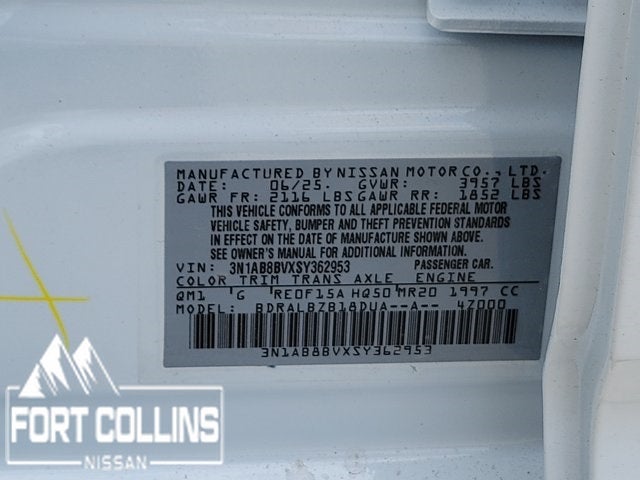 MANUFACTURED BY NISSAN MOTOR CO., LTD.
DATE: 06/25. GVWR: 3957 LBS
GAWR FR: 2116 LBS GAWR RR: 1852 LBS
THIS VEHICLE CONFORMS TO ALL APPLICABLE FEDERAL MOTOR
VEHICLE SAFETY, BUMPER AND THEFT PREVENTION STANDARDS
IN EFFECT ON THE DATE OF MANUFACTURE SHOWN ABOVE.
SEE OWNER'S MANUAL FOR ADDITIONAL INFORMATION.
VIN: 3N1AB8BVXSY362953 PASSENGER CAR.
COLOR TRIM TRANS AXLE ENGINE
QM1 G RE0F15A HQ50 MR20 1997 CC
MODEL: BDRALBZB18DUA--A-- 4Z000
3N1AB8BVXSY362953
FORT COLLINS
NISSAN